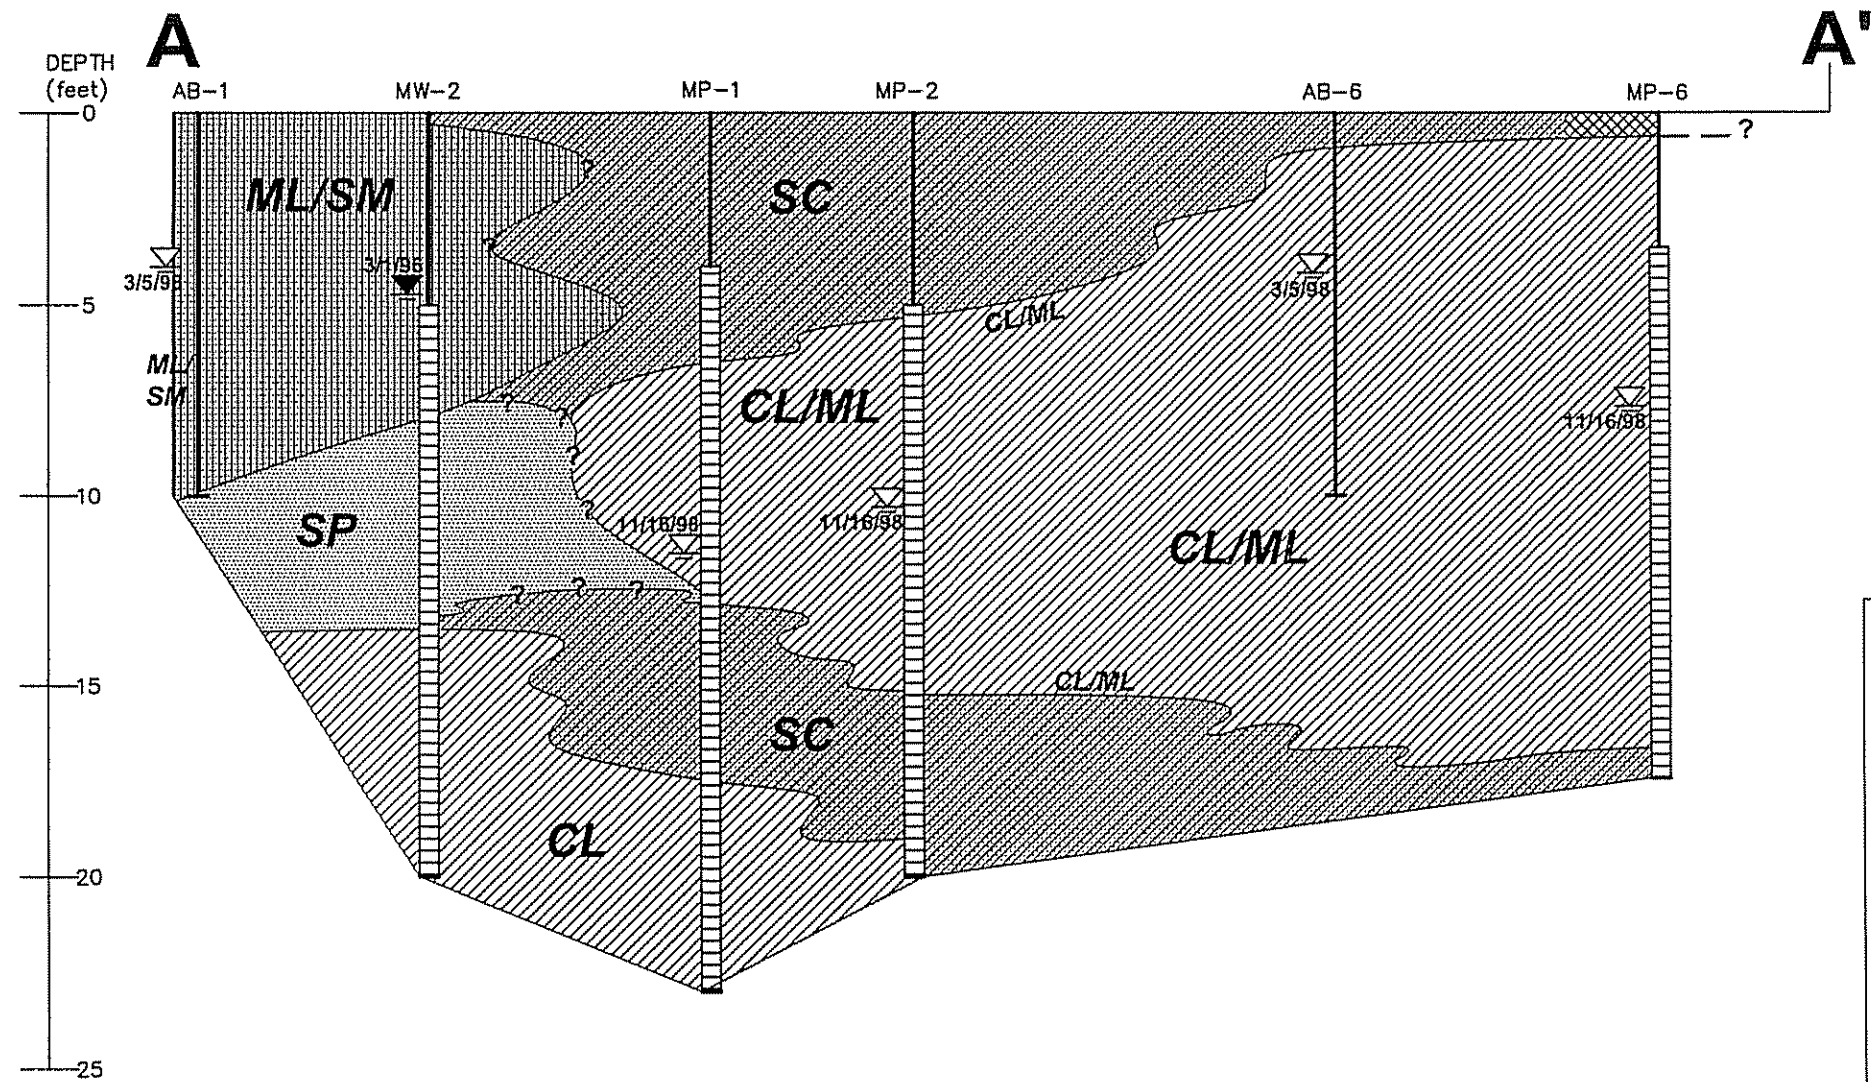 A
A'
DEPTH
(feet)
AB-1
MW-2
MP-1
MP-2
AB-6
MP-6
0
?
?
ML/SM
SC
?
3/1/98
3/5/98
3/5/98
5
CL/ML
ML/
SM
CL/ML
?
?
11/16/98
?
10
?
SP
11/16/98
11/16/98
CL/ML
?
?
?
15
CL/ML
SC
CL
20
25